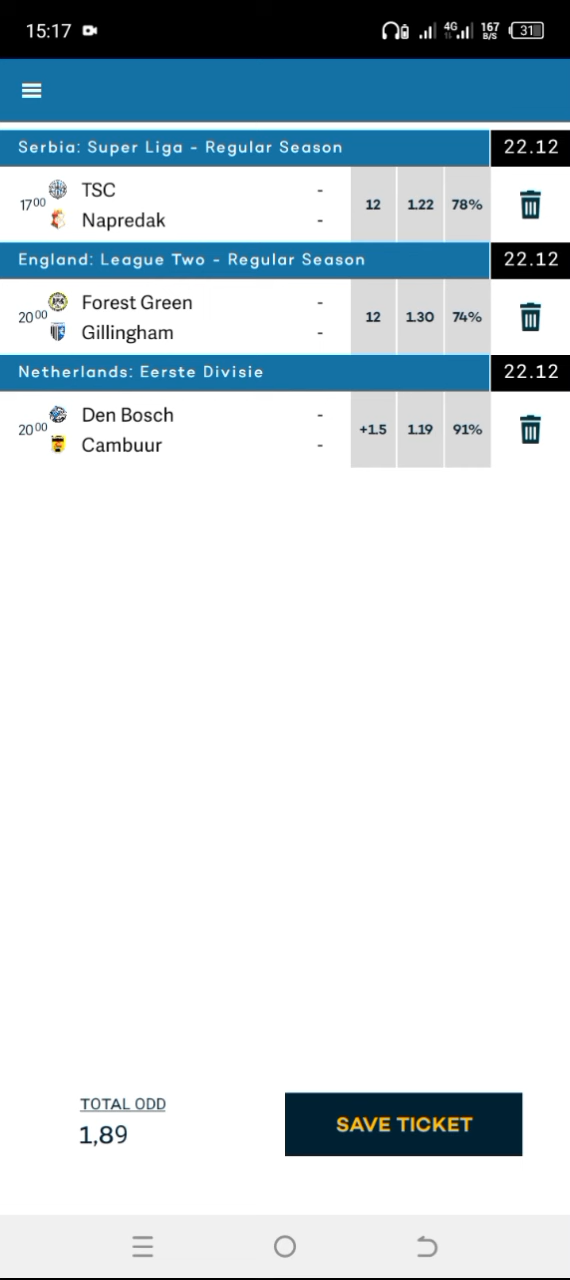 15:17 4G 167 B/S 31
Serbia: Super Liga - Regular Season 22.12
17 00 TSC - 12 1.22 78%
Napredak -
England: League Two - Regular Season 22.12
20 00 Forest Green - 12 1.30 74%
Gillingham -
Netherlands: Eerste Divisie 22.12
20 00 Den Bosch - +1.5 1.19 91%
Cambuur -
TOTAL ODD
1,89
SAVE TICKET